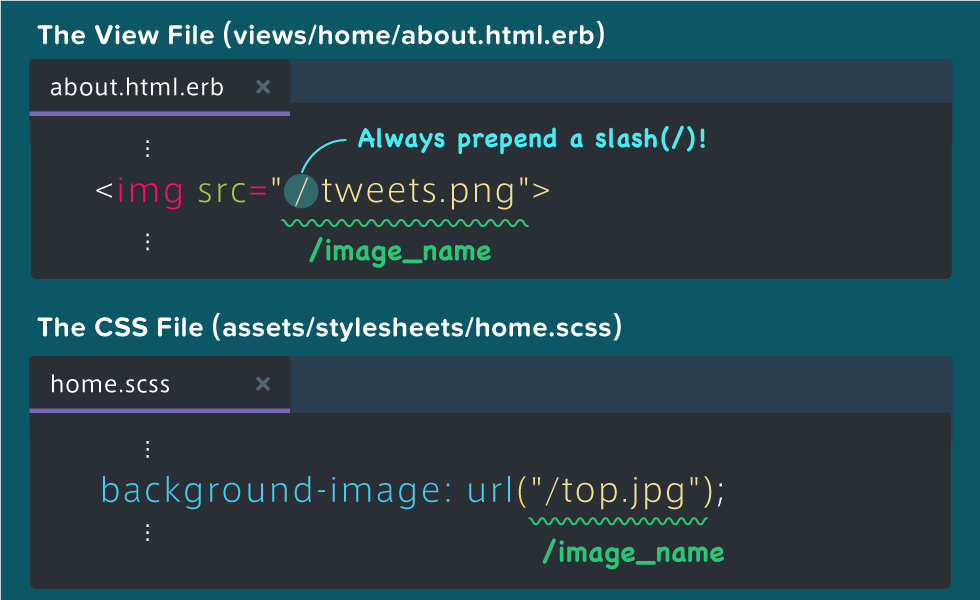 The View File (views/home/about.html.erb)
about.html.erb ×
Always prepend a slash(/)!
<img src="/tweets.png">
/image_name
The CSS File (assets/stylesheets/home.scss)
home.scss ×
background-image: url("/top.jpg");
/image_name